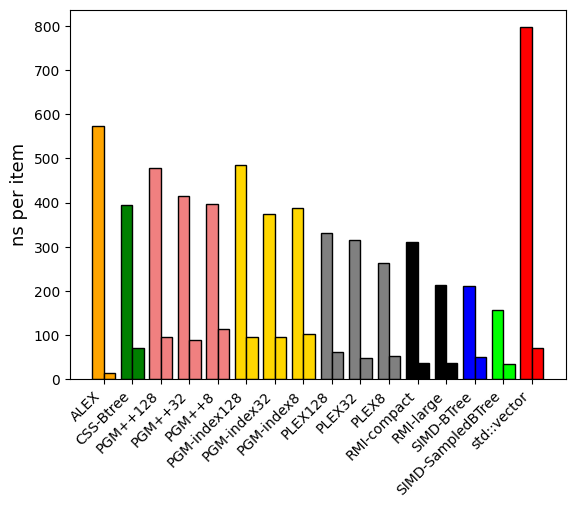 800
700
600
500
400
300
200
100
0
ns per item
ALEX
CSS-Btree
PGM++128
PGM++32
PGM++8
PGM-index128
PGM-index32
PGM-index8
PLEX128
PLEX32
PLEX8
RMI-compact
RMI-large
SIMD-BTree
SIMD-SampledBTree
std::vector